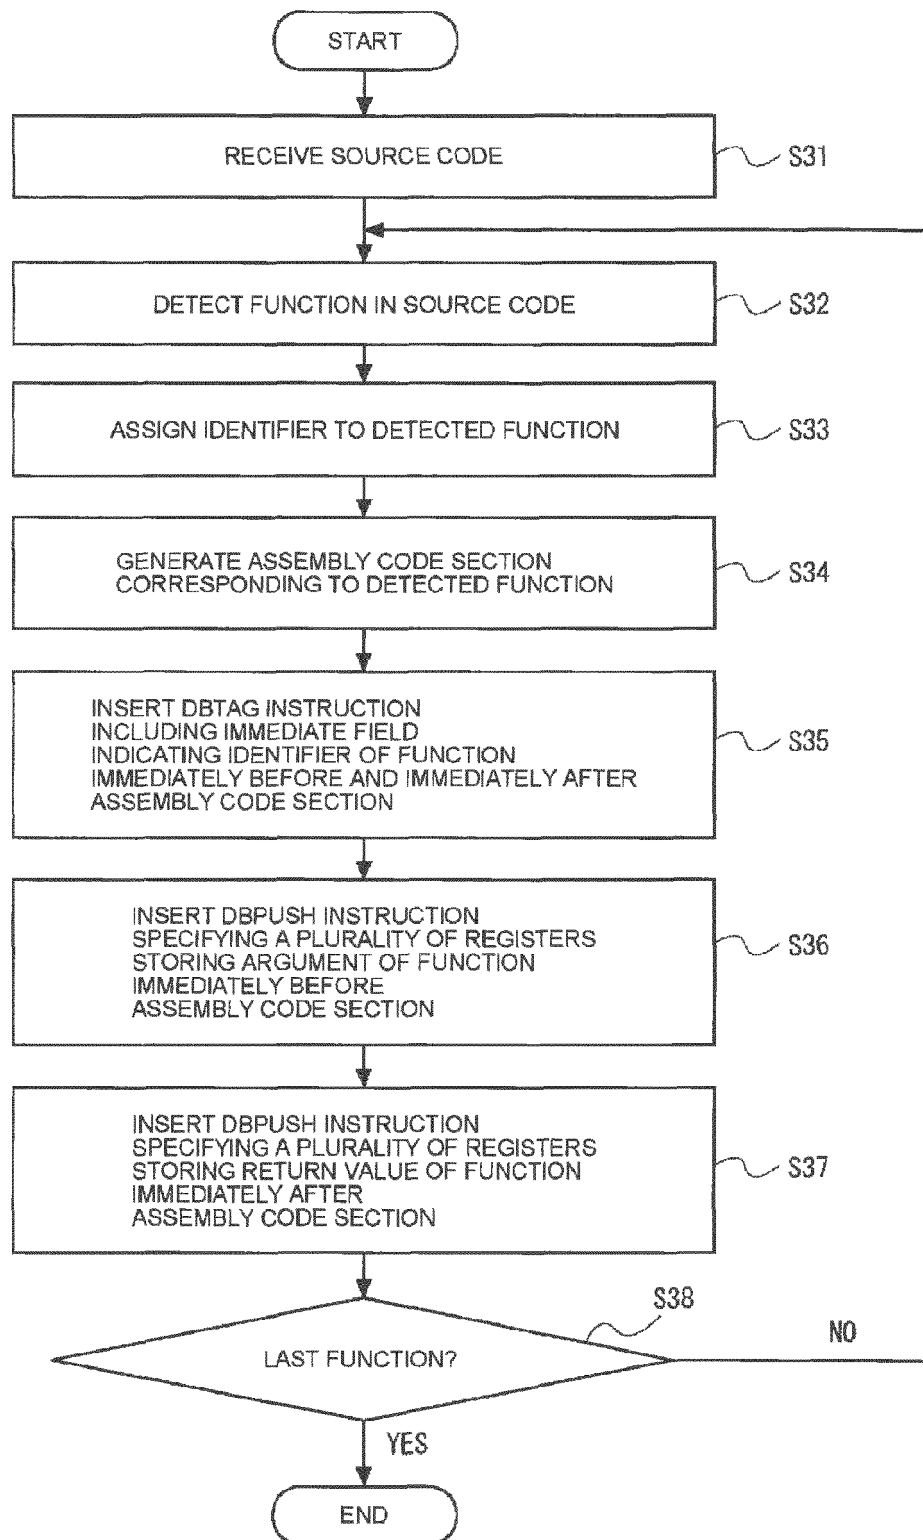 START
RECEIVE SOURCE CODE
S31
DETECT FUNCTION IN SOURCE CODE
S32
ASSIGN IDENTIFIER TO DETECTED FUNCTION
S33
GENERATE ASSEMBLY CODE SECTION
CORRESPONDING TO DETECTED FUNCTION
S34
INSERT DBTAG INSTRUCTION
INCLUDING IMMEDIATE FIELD
INDICATING IDENTIFIER OF FUNCTION
IMMEDIATELY BEFORE AND IMMEDIATELY AFTER
ASSEMBLY CODE SECTION
S35
INSERT DBPUSH INSTRUCTION
SPECIFYING A PLURALITY OF REGISTERS
STORING ARGUMENT OF FUNCTION
IMMEDIATELY BEFORE
ASSEMBLY CODE SECTION
S36
INSERT DBPUSH INSTRUCTION
SPECIFYING A PLURALITY OF REGISTERS
STORING RETURN VALUE OF FUNCTION
IMMEDIATELY AFTER
ASSEMBLY CODE SECTION
S37
S38
LAST FUNCTION?
NO
YES
END